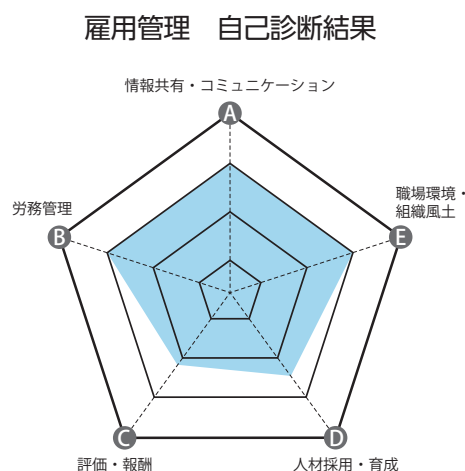 雇用管理　自己診断結果
情報共有・コミュニケーション
A
労務管理
B
職場環境・
組織風土
E
C
D
評価・報酬
人材採用・育成